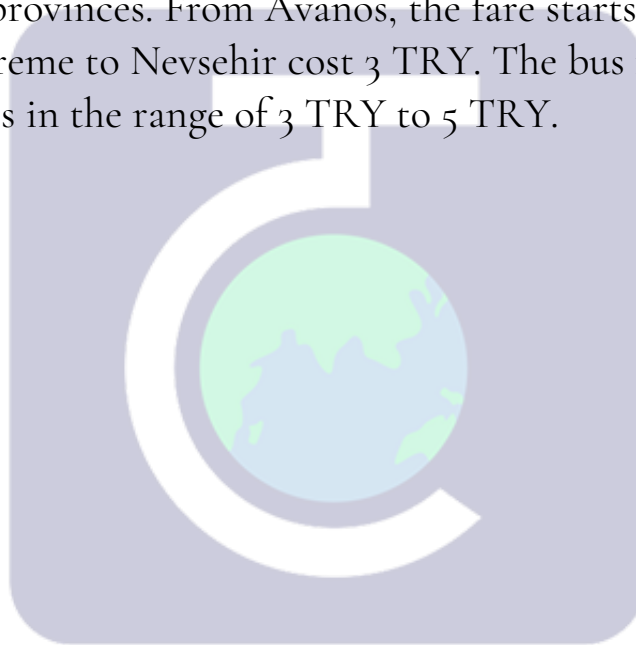 provinces. From Avanos, the fare starts
reme to Nevsehir cost 3 TRY. The bus
s in the range of 3 TRY to 5 TRY.